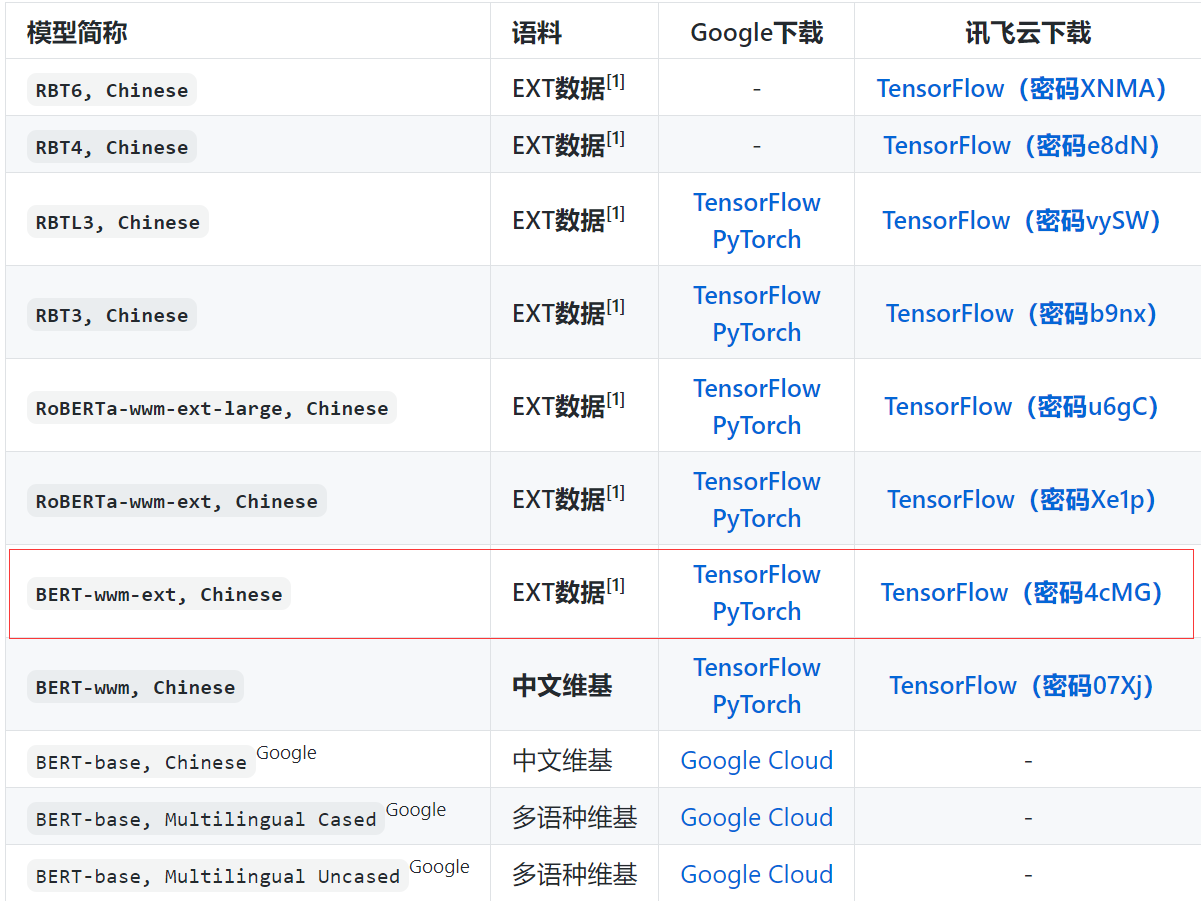 模型简称 语料 Google下载 讯飞云下载
RBT6, Chinese EXT数据[1] - TensorFlow（密码XNMA）
RBT4, Chinese EXT数据[1] - TensorFlow（密码e8dN）
RBTL3, Chinese EXT数据[1] TensorFlow PyTorch TensorFlow（密码vySW）
RBT3, Chinese EXT数据[1] TensorFlow PyTorch TensorFlow（密码b9nx）
RoBERTa-wwm-ext-large, Chinese EXT数据[1] TensorFlow PyTorch TensorFlow（密码u6gC）
RoBERTa-wwm-ext, Chinese EXT数据[1] TensorFlow PyTorch TensorFlow（密码Xe1p）
BERT-wwm-ext, Chinese EXT数据[1] TensorFlow PyTorch TensorFlow（密码4cMG）
BERT-wwm, Chinese 中文维基 TensorFlow PyTorch TensorFlow（密码07Xj）
BERT-base, Chinese Google 中文维基 Google Cloud -
BERT-base, Multilingual Cased Google 多语种维基 Google Cloud -
BERT-base, Multilingual Uncased Google 多语种维基 Google Cloud -